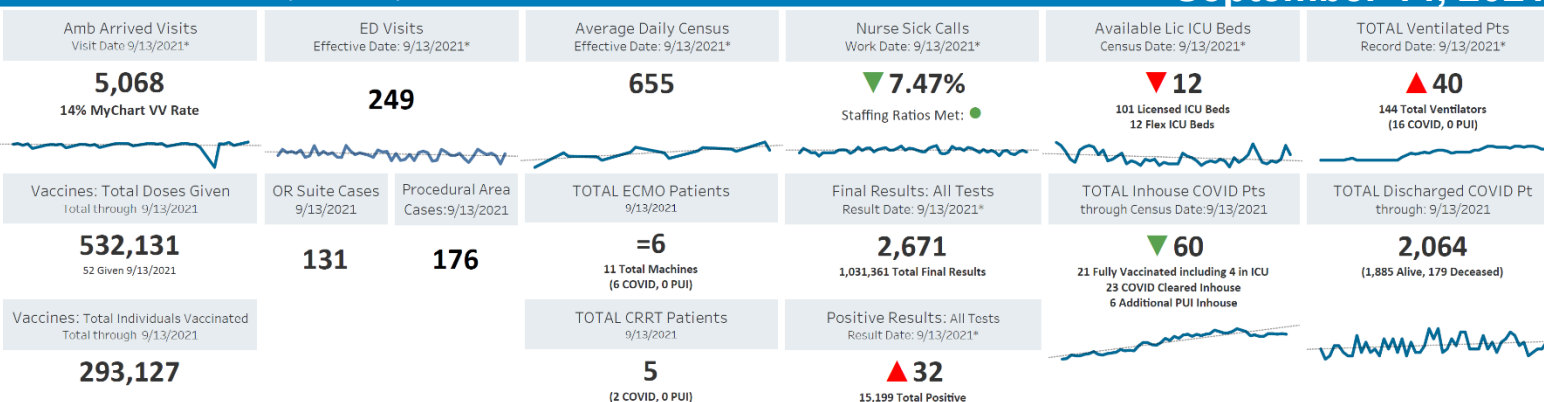 Amb Arrived Visits
Visit Date 9/13/2021*
5,068
14% MyChart VV Rate
ED Visits
Effective Date: 9/13/2021*
249
Average Daily Census
Effective Date: 9/13/2021*
655
Nurse Sick Calls
Work Date: 9/13/2021*
▼ 7.47%
Staffing Ratios Met: ●
Available Lic ICU Beds
Census Date: 9/13/2021*
▼ 12
101 Licensed ICU Beds
12 Flex ICU Beds
TOTAL Ventilated Pts
Record Date: 9/13/2021*
▲ 40
144 Total Ventilators
(16 COVID, 0 PUI)
Vaccines: Total Doses Given
Total through 9/13/2021
532,131
52 Given 9/13/2021
OR Suite Cases
9/13/2021
131
Procedural Area
Cases:9/13/2021
176
TOTAL ECMO Patients
9/13/2021
=6
11 Total Machines
(6 COVID, 0 PUI)
Final Results: All Tests
Result Date: 9/13/2021*
2,671
1,031,361 Total Final Results
TOTAL Inhouse COVID Pts
through Census Date:9/13/2021
▼ 60
21 Fully Vaccinated including 4 in ICU
23 COVID Cleared Inhouse
6 Additional PUI Inhouse
TOTAL Discharged COVID Pt
through: 9/13/2021
2,064
(1,885 Alive, 179 Deceased)
Vaccines: Total Individuals Vaccinated
Total through 9/13/2021
293,127
TOTAL CRRT Patients
9/13/2021
5
(2 COVID, 0 PUI)
Positive Results: All Tests
Result Date: 9/13/2021*
▲ 32
15,199 Total Positive